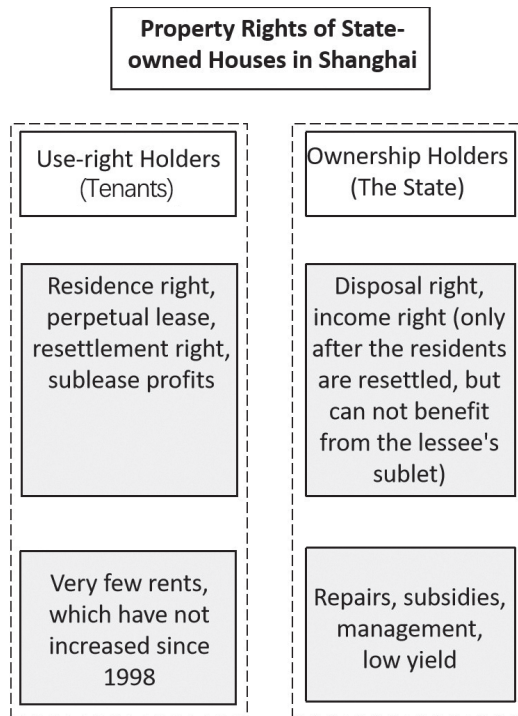 Property Rights of State-
owned Houses in Shanghai
Use-right Holders
(Tenants)
Residence right,
perpetual lease,
resettlement right,
sublease profits
Very few rents,
which have not
increased since
1998
Ownership Holders
(The State)
Disposal right,
income right (only
after the residents
are resettled, but
can not benefit
from the lessee's
sublet)
Repairs, subsidies,
management,
low yield